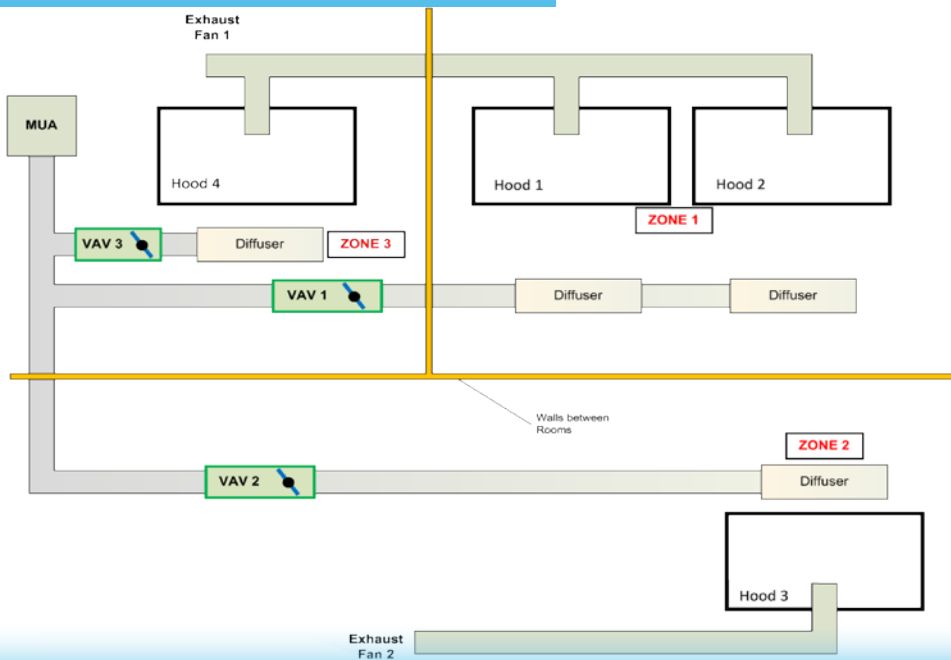 Exhaust
Fan 1
MUA
Hood 4
Hood 1
Hood 2
ZONE 1
VAV 3
Diffuser
ZONE 3
VAV 1
Diffuser
Diffuser
Walls between
Rooms
ZONE 2
VAV 2
Diffuser
Hood 3
Exhaust
Fan 2